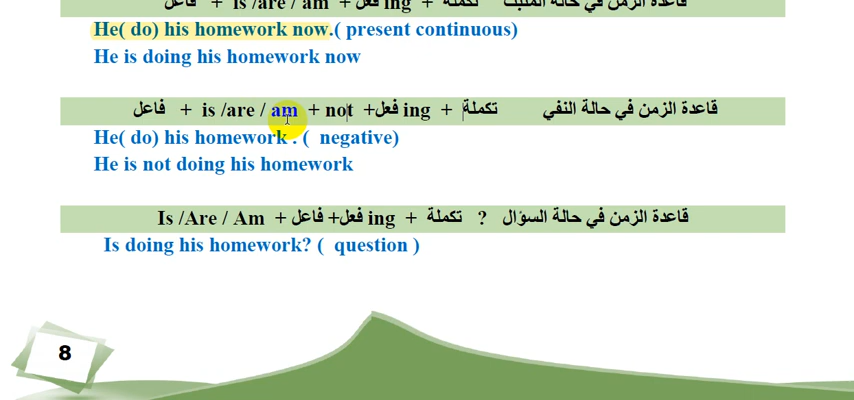 قاعدة الزمن في حالة المثبت   فاعل + is /are / am + فعل ing + تكملة
He( do) his homework now.( present continuous)
He is doing his homework now
قاعدة الزمن في حالة النفي   فاعل + is /are / am + not +فعل ing + تكملة
He( do) his homework . ( negative)
He is not doing his homework
Is /Are / Am + فاعل +فعل ing + تكملة ? قاعدة الزمن في حالة السؤال
Is doing his homework? ( question )
8